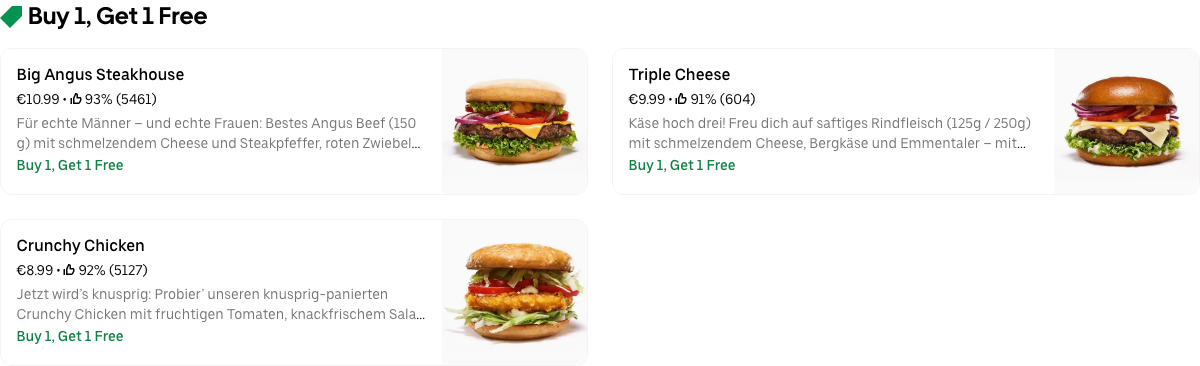 Buy 1, Get 1 Free
Big Angus Steakhouse
€10.99 • 93% (5461)
Für echte Männer – und echte Frauen: Bestes Angus Beef (150
g) mit schmelzendem Cheese und Steakpfeffer, roten Zwiebel...
Buy 1, Get 1 Free
Triple Cheese
€9.99 • 91% (604)
Käse hoch drei! Freu dich auf saftiges Rindfleisch (125g / 250g)
mit schmelzendem Cheese, Bergkäse und Emmentaler – mit...
Buy 1, Get 1 Free
Crunchy Chicken
€8.99 • 92% (5127)
Jetzt wird’s knusprig: Probier’ unseren knusprig-panierten
Crunchy Chicken mit fruchtigen Tomaten, knackfrischem Sala...
Buy 1, Get 1 Free